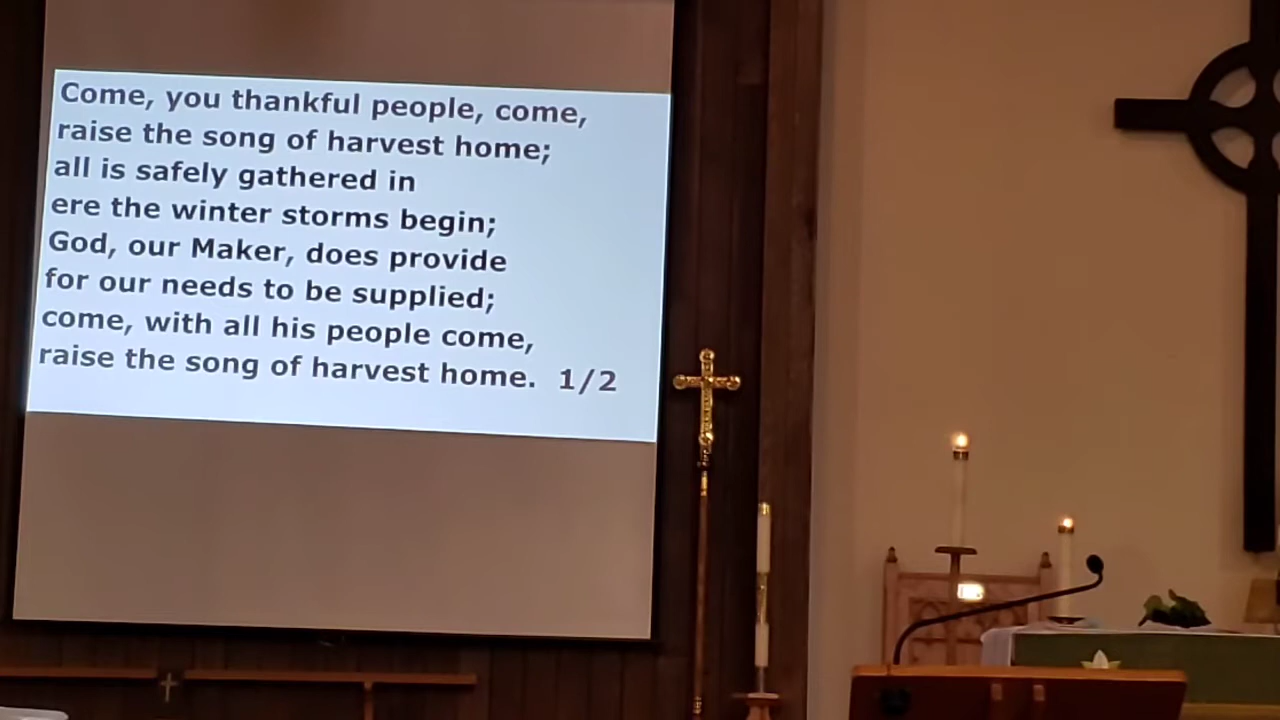 Come, you thankful people, come,
raise the song of harvest home;
all is safely gathered in
ere the winter storms begin;
God, our Maker, does provide
for our needs to be supplied;
come, with all his people come,
raise the song of harvest home. 1/2